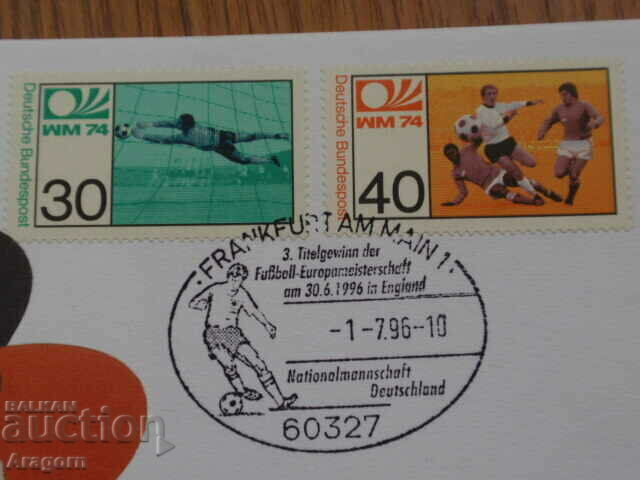 Deutsche Bundespost
WM 74
30
Deutsche Bundespost
WM 74
40
· FRANKFURT AM MAIN 1 ·
3. Titelgewinn der
Fußball-Europameisterschaft
am 30.6.1996 in England
-1-7.96-10
Nationalmannschaft
Deutschland
60327
BALKAN
auction
Aragorn